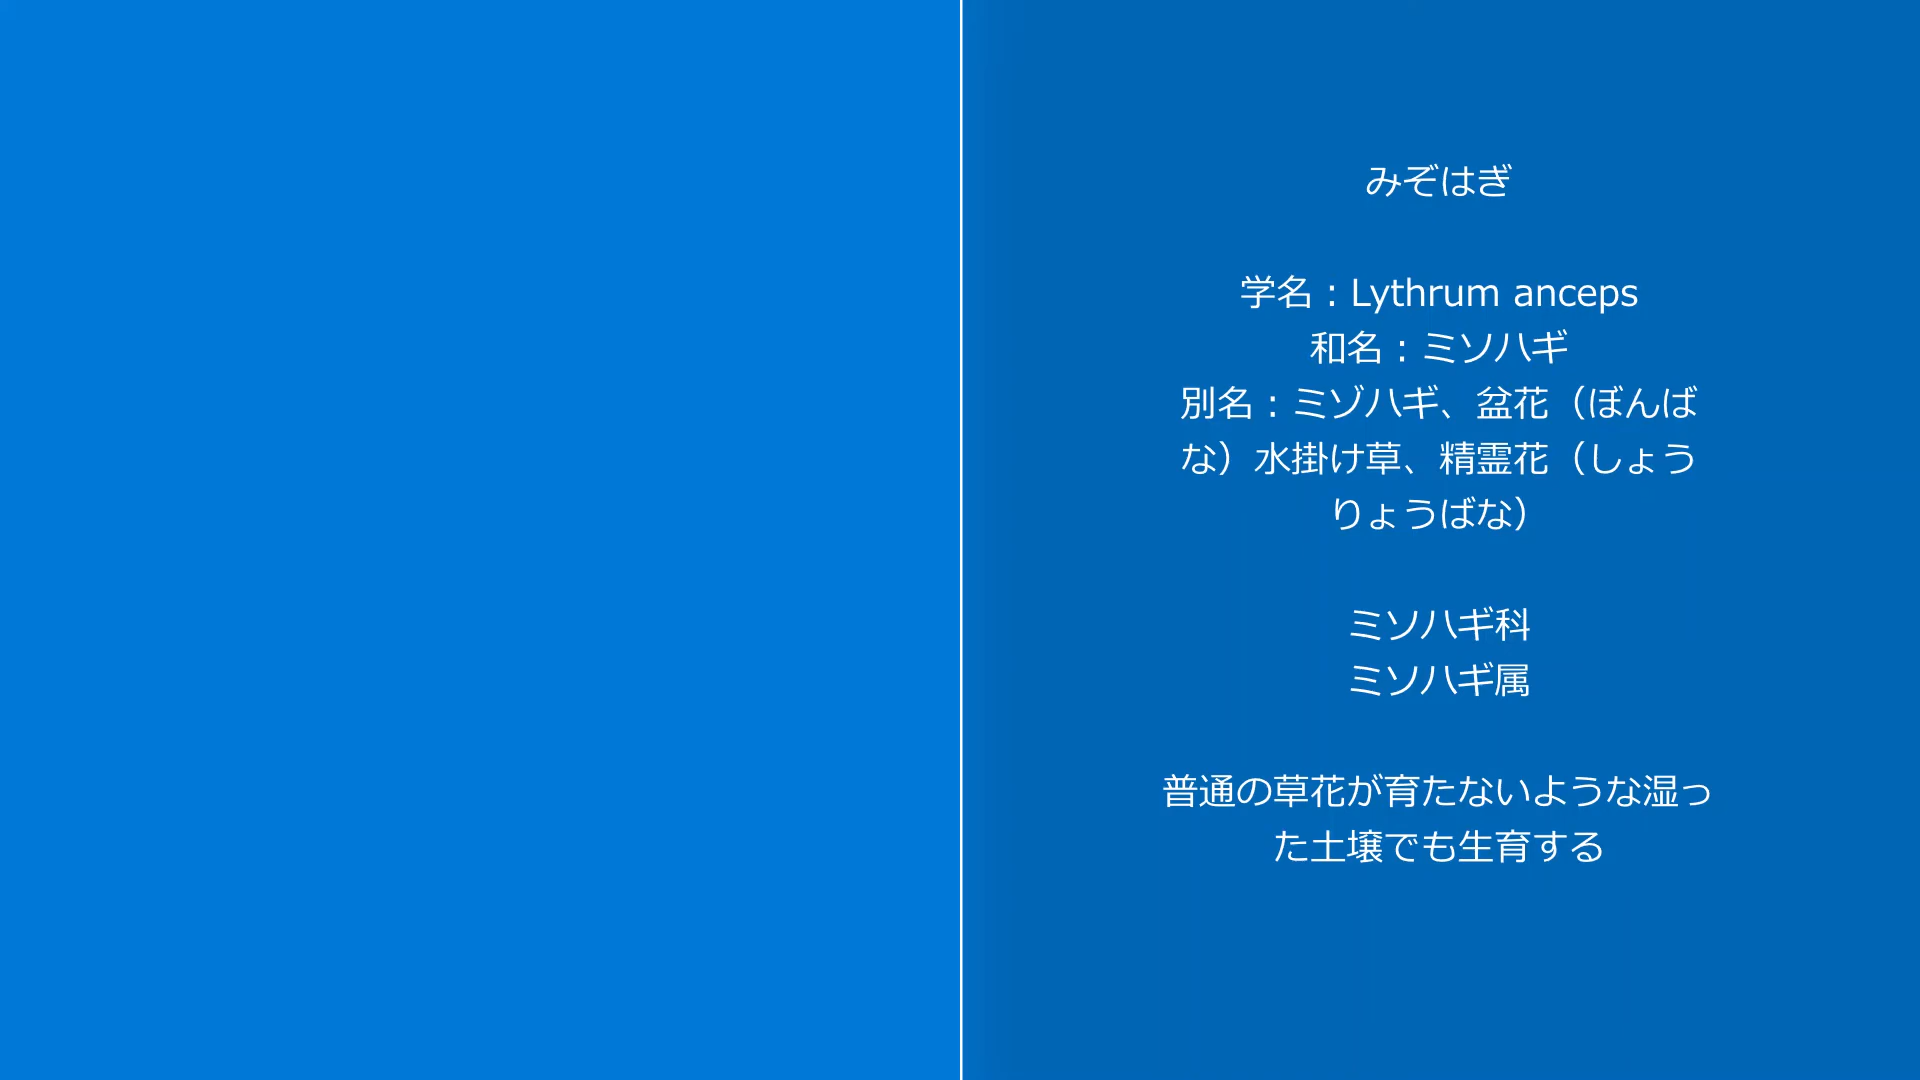 みぞはぎ
学名：Lythrum anceps
和名：ミソハギ
別名：ミゾハギ、盆花（ぼんば
な）水掛け草、精霊花（しょう
りょうばな）
ミソハギ科
ミソハギ属
普通の草花が育たないような湿っ
た土壌でも生育する